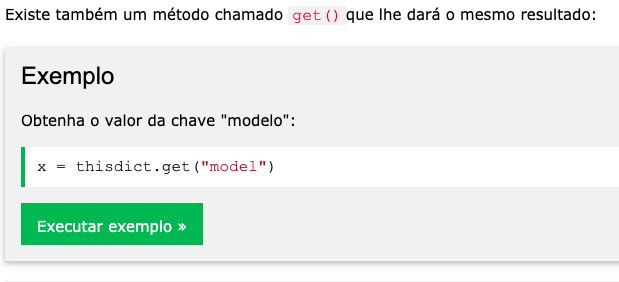 Existe também um método chamado get() que lhe dará o mesmo resultado:
Exemplo
Obtenha o valor da chave "modelo":
x = thisdict.get("model")
Executar exemplo »